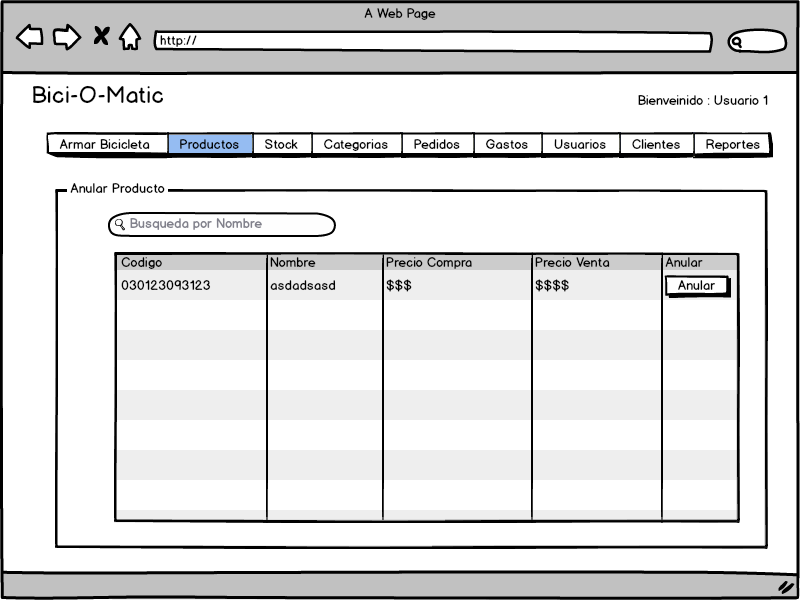 A Web Page
http://
Bici-O-Matic
Bienveinido : Usuario 1
Armar Bicicleta Productos Stock Categorias Pedidos Gastos Usuarios Clientes Reportes
Anular Producto
Busqueda por Nombre
Codigo Nombre Precio Compra Precio Venta Anular
030123093123 asdadsasd $$$ $$$$ Anular